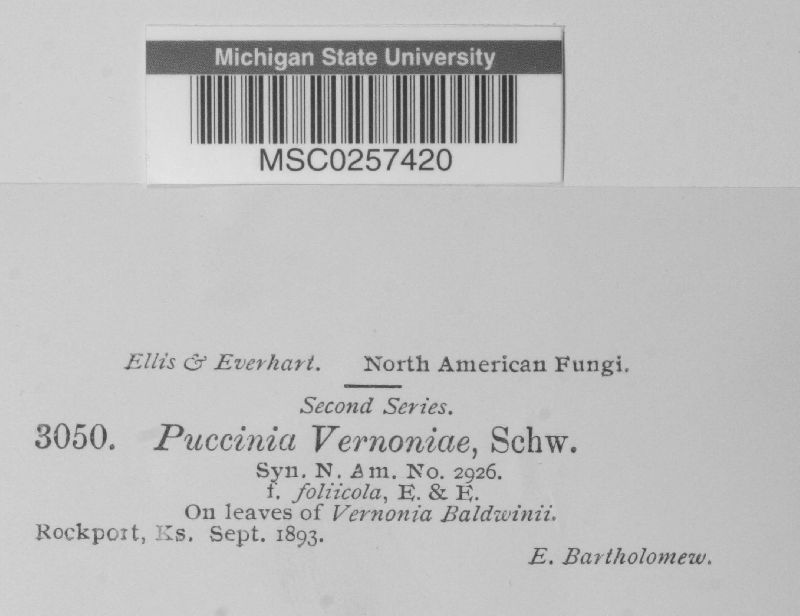 Michigan State University
MSC0257420
Ellis & Everhart. North American Fungi.
Second Series.
3050. Puccinia Vernoniae, Schw.
Syn. N. Am. No. 2926.
f. foliicola, E. & E.
On leaves of Vernonia Baldwinii.
Rockport, Ks. Sept. 1893.
E. Bartholomew.